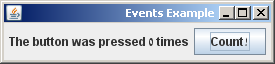 Events Example
The button was pressed 0 times
Count!